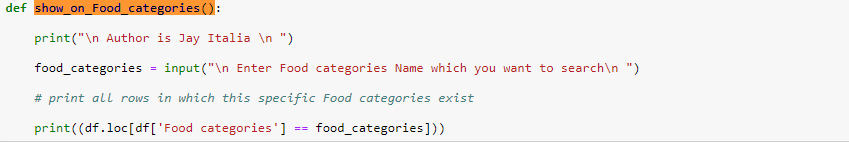 def show_on_Food_categories():
print("\n Author is Jay Italia \n ")
food_categories = input("\n Enter Food categories Name which you want to search\n ")
# print all rows in which this specific Food categories exist
print((df.loc[df['Food categories'] == food_categories]))